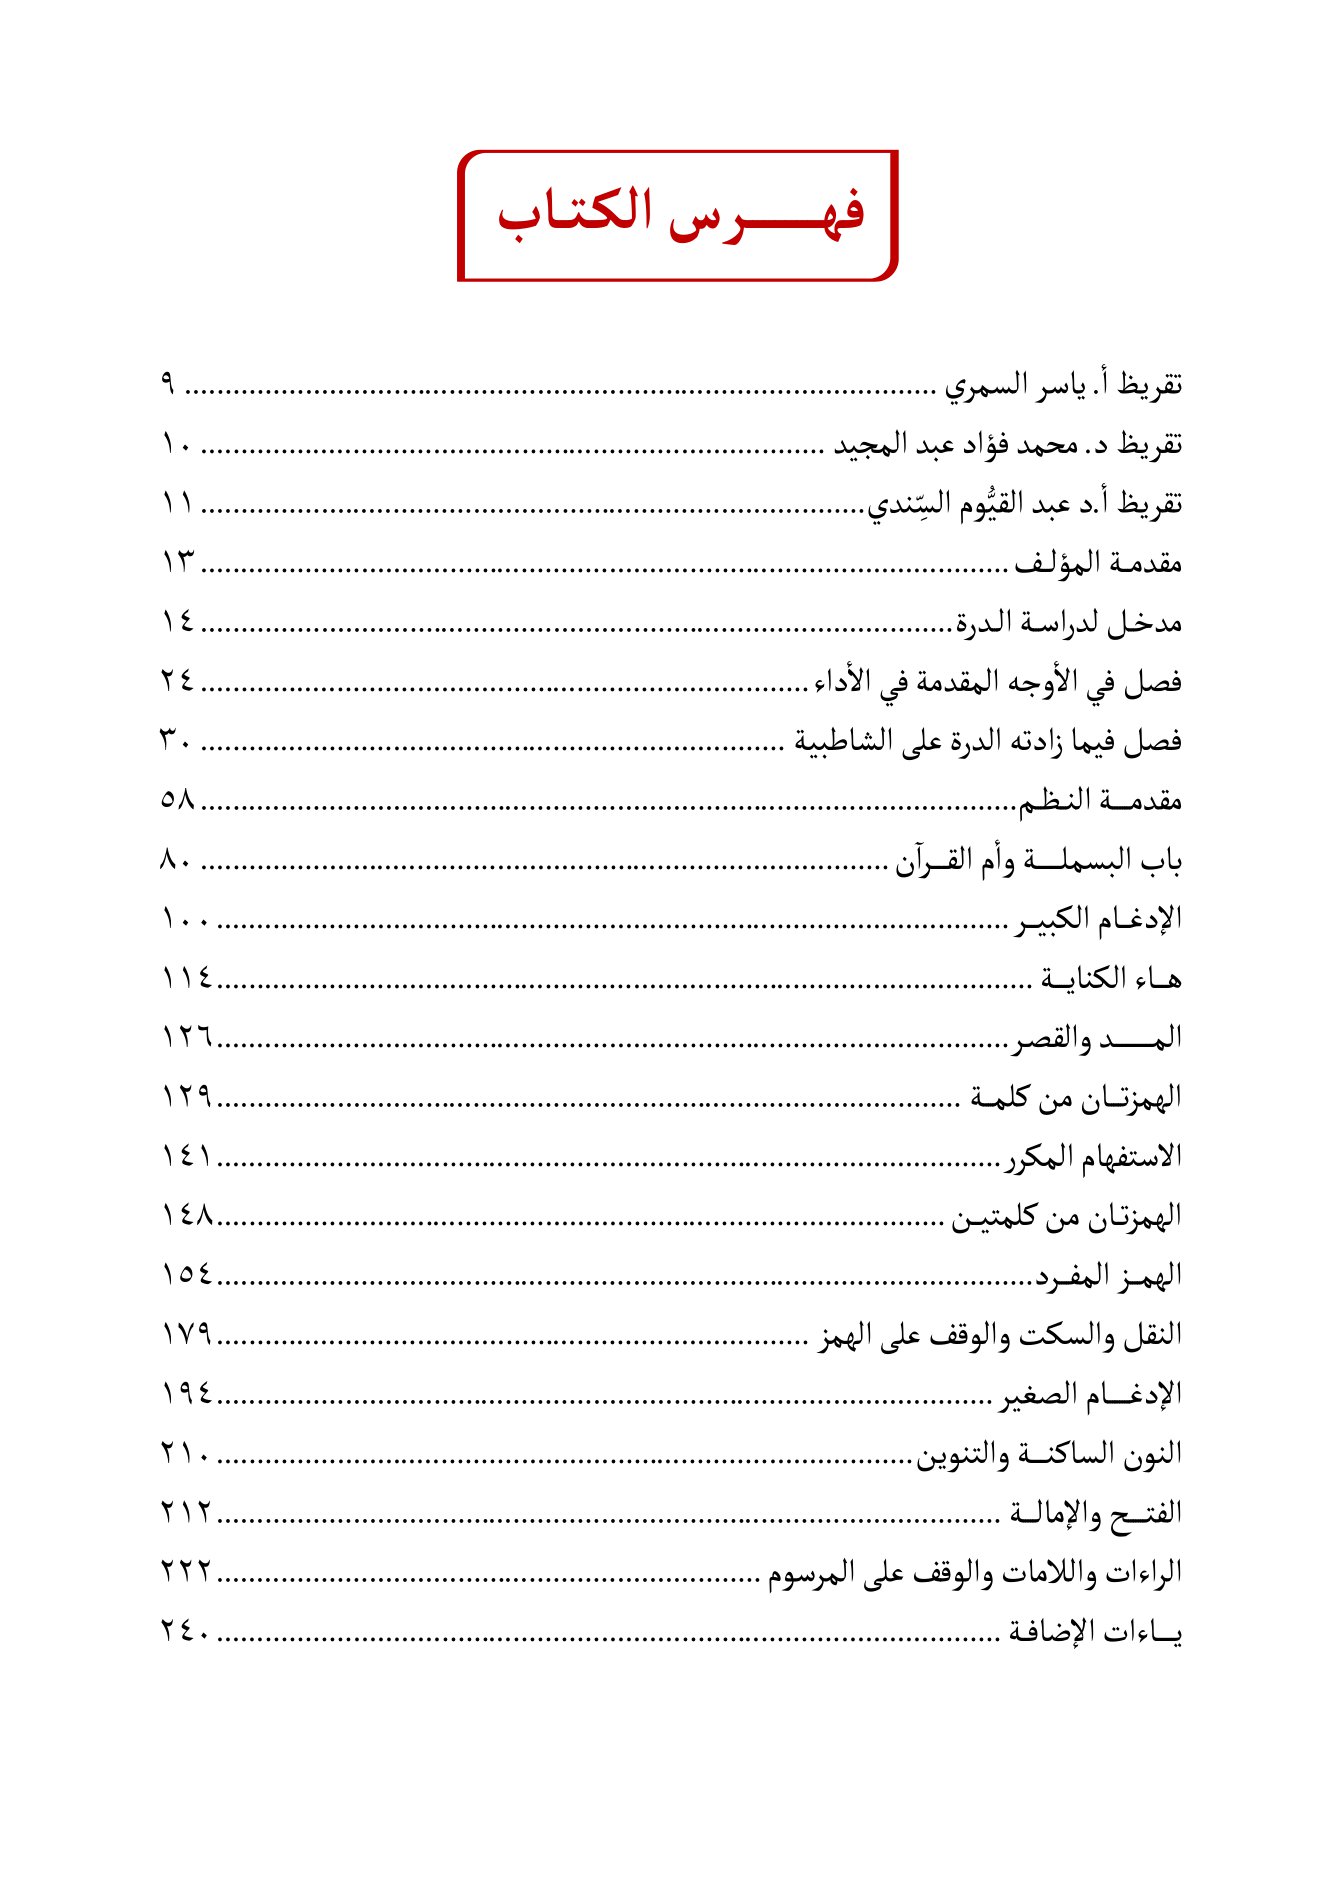 فهرس الكتاب
تقريظ أ. ياسر السمري ........ ٩
تقريظ د. محمد فؤاد عبد المجيد ........ ١٠
تقريظ أ.د عبد القيُّوم السِّندي ........ ١١
مقدمة المؤلف ........ ١٣
مدخل لدراسة الدرة ........ ١٤
فصل في الأوجه المقدمة في الأداء ........ ٢٤
فصل فيما زادته الدرة على الشاطبية ........ ٣٠
مقدمة النظم ........ ٥٨
باب البسملة وأم القرآن ........ ٨٠
الإدغام الكبير ........ ١٠٠
هاء الكناية ........ ١١٤
المد والقصر ........ ١٢٦
الهمزتان من كلمة ........ ١٢٩
الاستفهام المكرر ........ ١٤١
الهمزتان من كلمتين ........ ١٤٨
الهمز المفرد ........ ١٥٤
النقل والسكت والوقف على الهمز ........ ١٧٩
الإدغام الصغير ........ ١٩٤
النون الساكنة والتنوين ........ ٢١٠
الفتح والإمالة ........ ٢١٢
الراءات واللامات والوقف على المرسوم ........ ٢٢٢
ياءات الإضافة ........ ٢٤٠